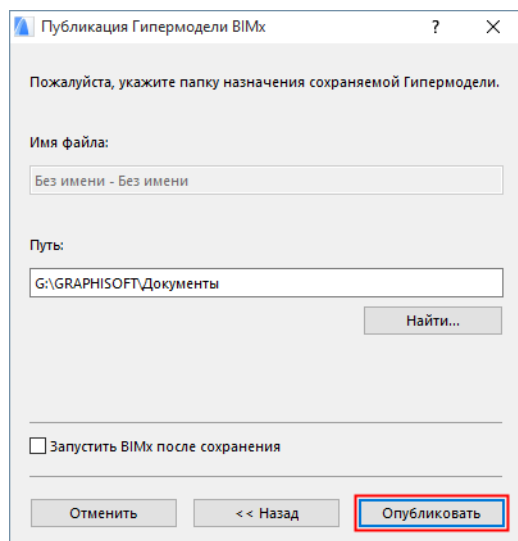 Публикация Гипермодели BIMx
?
Пожалуйста, укажите папку назначения сохраняемой Гипермодели.
Имя файла:
Без имени - Без имени
Путь:
G:\GRAPHISOFT\Документы
Найти...
Запустить BIMx после сохранения
Отменить
<< Назад
Опубликовать